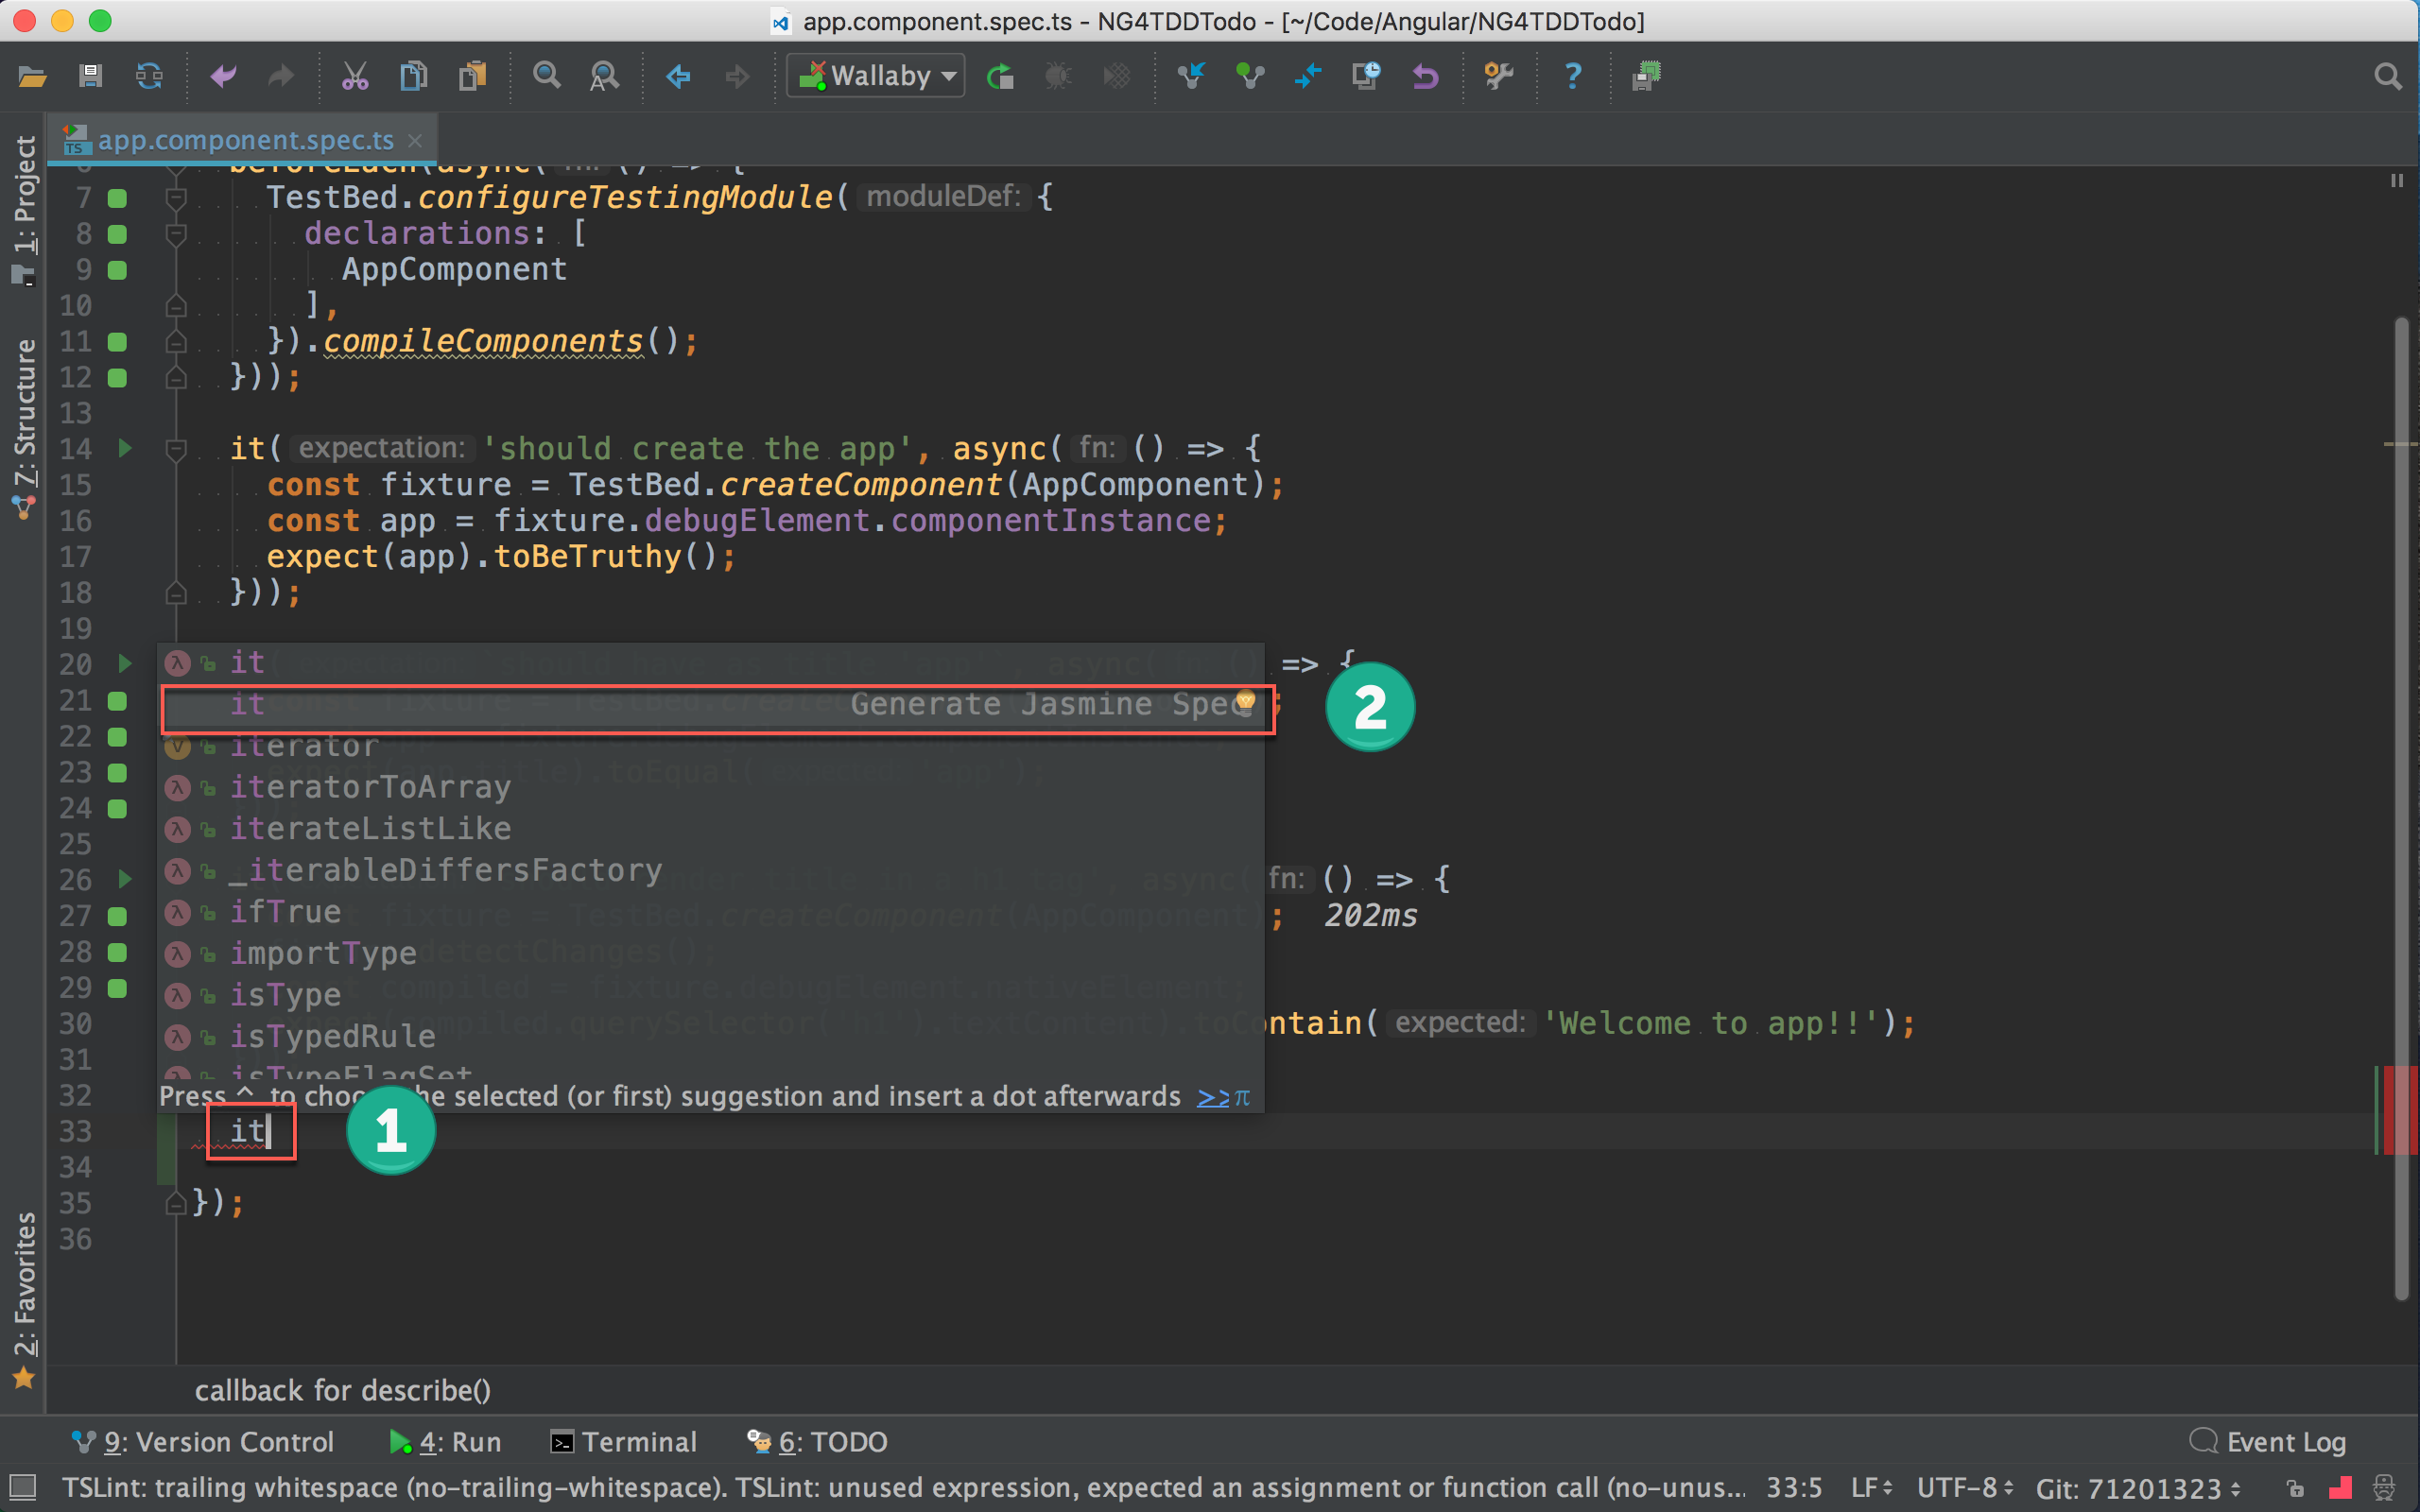 app.component.spec.ts - NG4TDDTodo - [~/Code/Angular/NG4TDDTodo]
Wallaby
app.component.spec.ts
1: Project
7: Structure
2: Favorites
beforeEach(async( fn: () => {
7 TestBed.configureTestingModule( moduleDef: {
8 declarations: [
9 AppComponent
10 ],
11 }).compileComponents();
12 }));
13
14 it( expectation: 'should create the app', async( fn: () => {
15 const fixture = TestBed.createComponent(AppComponent);
16 const app = fixture.debugElement.componentInstance;
17 expect(app).toBeTruthy();
18 }));
19
20 => {
21
22
23
24
25
26 fn: () => {
27 ; 202ms
28
29
30 ntain( expected: 'Welcome to app!!');
31
32
it
it Generate Jasmine Spec
2
iterator
iteratorToArray
iterateListLike
_iterableDiffersFactory
ifTrue
importType
isType
isTypedRule
isTypeFlagSet
Press ^ to choo he selected (or first) suggestion and insert a dot afterwards >≥ π
33 it
1
34
35 });
36
callback for describe()
9: Version Control 4: Run Terminal 6: TODO Event Log
TSLint: trailing whitespace (no-trailing-whitespace). TSLint: unused expression, expected an assignment or function call (no-unus... 33:5 LF UTF-8 Git: 71201323